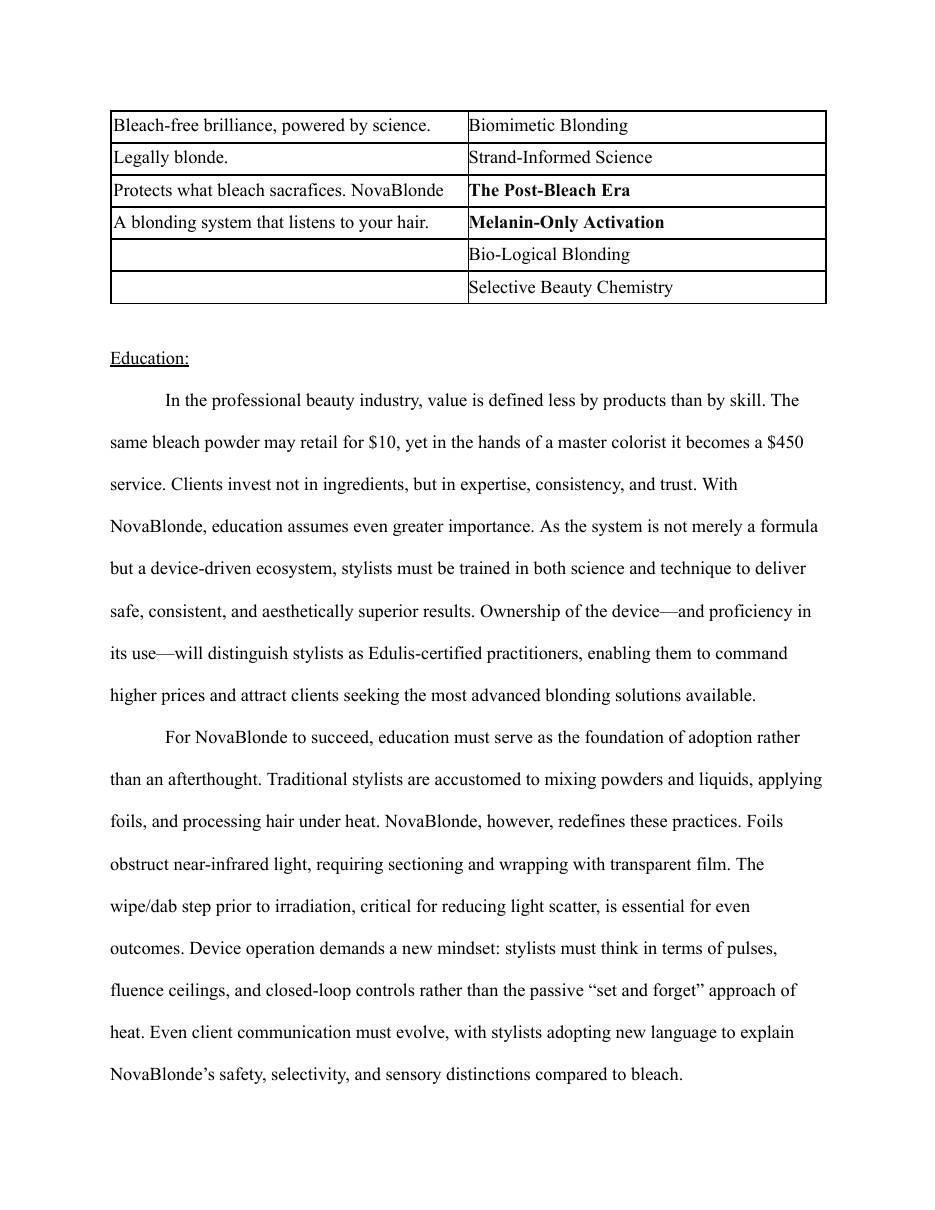 Bleach-free brilliance, powered by science. Biomimetic Blonding
Legally blonde. Strand-Informed Science
Protects what bleach sacrafices. NovaBlonde The Post-Bleach Era
A blonding system that listens to your hair. Melanin-Only Activation
Bio-Logical Blonding
Selective Beauty Chemistry
Education:
In the professional beauty industry, value is defined less by products than by skill. The
same bleach powder may retail for $10, yet in the hands of a master colorist it becomes a $450
service. Clients invest not in ingredients, but in expertise, consistency, and trust. With
NovaBlonde, education assumes even greater importance. As the system is not merely a formula
but a device-driven ecosystem, stylists must be trained in both science and technique to deliver
safe, consistent, and aesthetically superior results. Ownership of the device—and proficiency in
its use—will distinguish stylists as Edulis-certified practitioners, enabling them to command
higher prices and attract clients seeking the most advanced blonding solutions available.
For NovaBlonde to succeed, education must serve as the foundation of adoption rather
than an afterthought. Traditional stylists are accustomed to mixing powders and liquids, applying
foils, and processing hair under heat. NovaBlonde, however, redefines these practices. Foils
obstruct near-infrared light, requiring sectioning and wrapping with transparent film. The
wipe/dab step prior to irradiation, critical for reducing light scatter, is essential for even
outcomes. Device operation demands a new mindset: stylists must think in terms of pulses,
fluence ceilings, and closed-loop controls rather than the passive “set and forget” approach of
heat. Even client communication must evolve, with stylists adopting new language to explain
NovaBlonde’s safety, selectivity, and sensory distinctions compared to bleach.